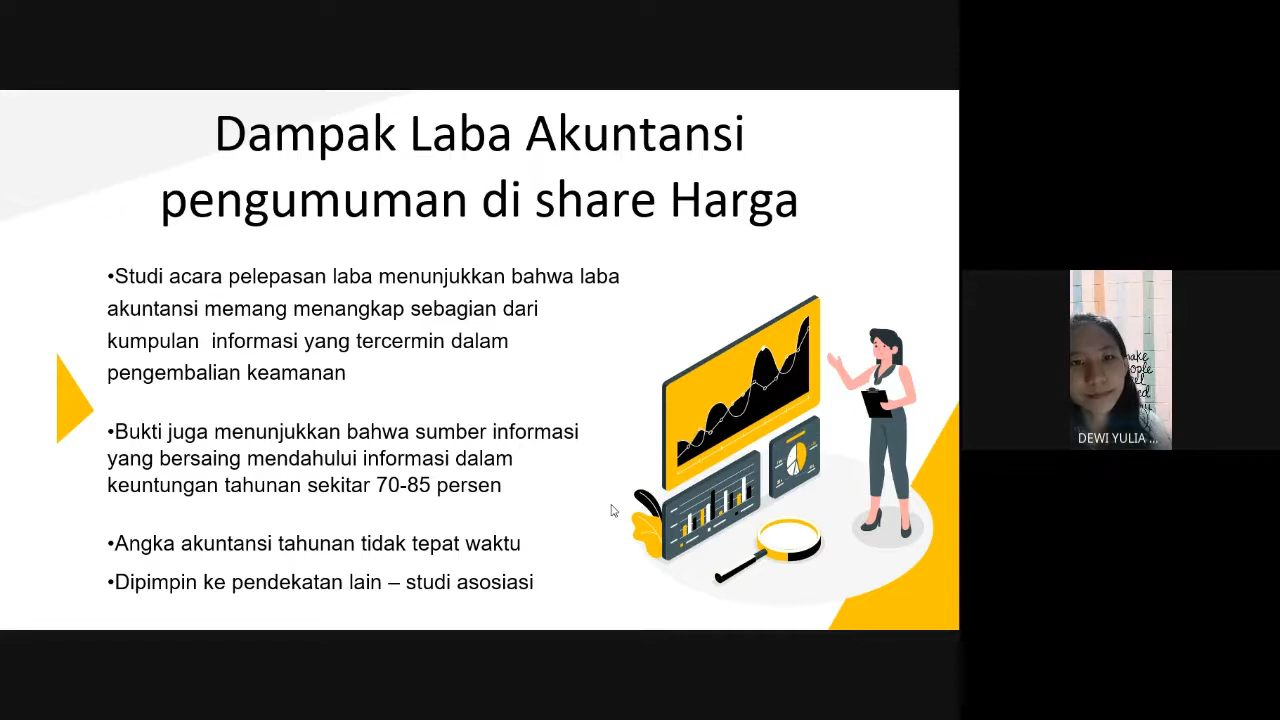 Dampak Laba Akuntansi
pengumuman di share Harga
•Studi acara pelepasan laba menunjukkan bahwa laba
akuntansi memang menangkap sebagian dari
kumpulan  informasi yang tercermin dalam
pengembalian keamanan
•Bukti juga menunjukkan bahwa sumber informasi
yang bersaing mendahului informasi dalam
keuntungan tahunan sekitar 70-85 persen
•Angka akuntansi tahunan tidak tepat waktu
•Dipimpin ke pendekatan lain – studi asosiasi
DEWI YULIA ...